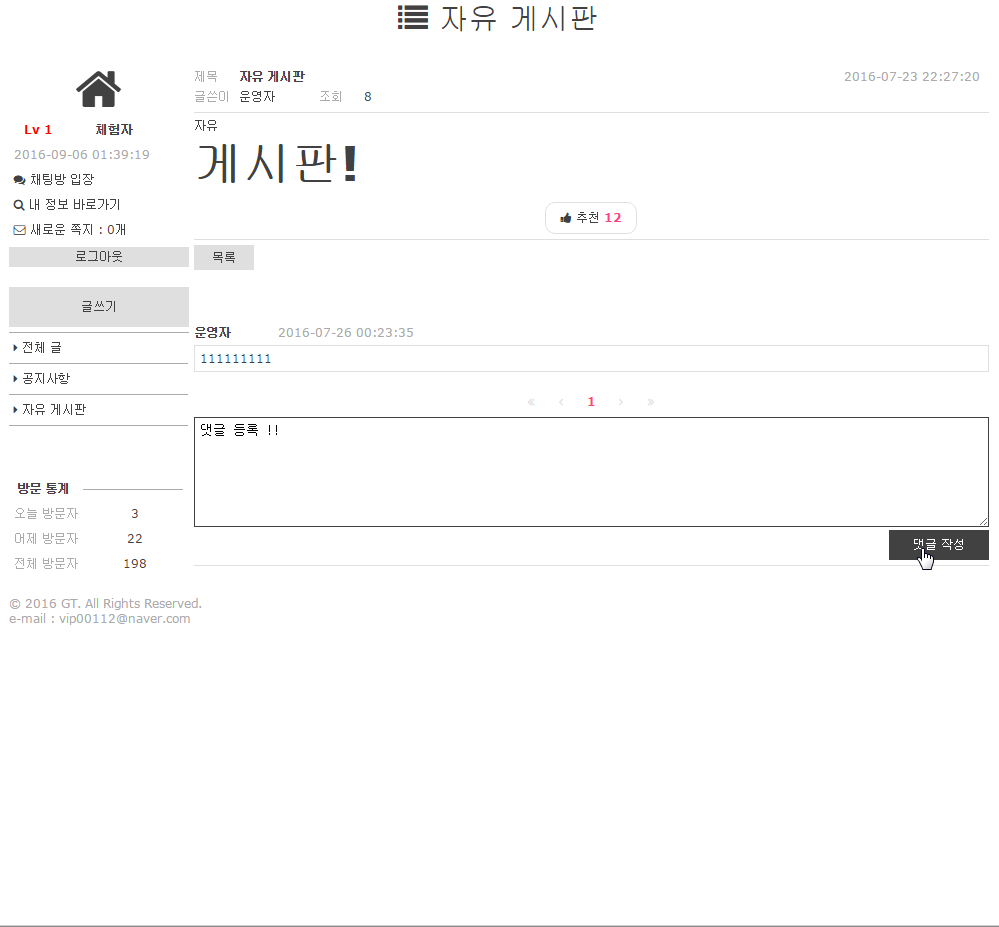 자유 게시판
제목 자유 게시판 2016-07-23 22:27:20
글쓴이 운영자 조회 8
Lv 1 체험자
2016-09-06 01:39:19
채팅방 입장
내 정보 바로가기
새로운 쪽지 : 0개
로그아웃
글쓰기
전체 글
공지사항
자유 게시판
방문 통계
오늘 방문자 3
어제 방문자 22
전체 방문자 198
자유
게시판!
추천 12
목록
운영자 2016-07-26 00:23:35
111111111
« ‹ 1 › »
댓글 등록 !!
댓글 작성
© 2016 GT. All Rights Reserved.
e-mail : vip00112@naver.com